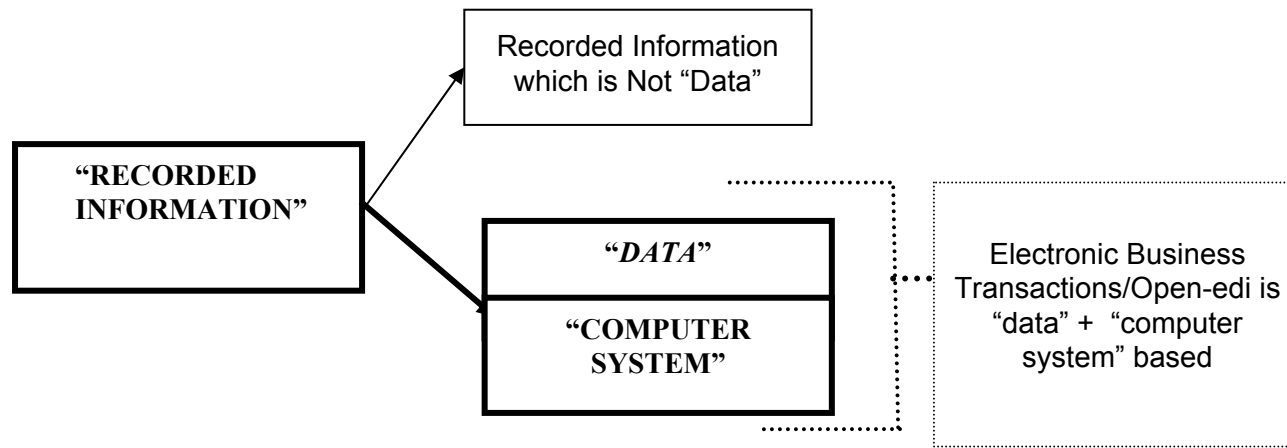 Recorded Information
which is Not “Data”
“RECORDED
INFORMATION”
“DATA”
“COMPUTER
SYSTEM”
Electronic Business
Transactions/Open-edi is
“data” + “computer
system” based